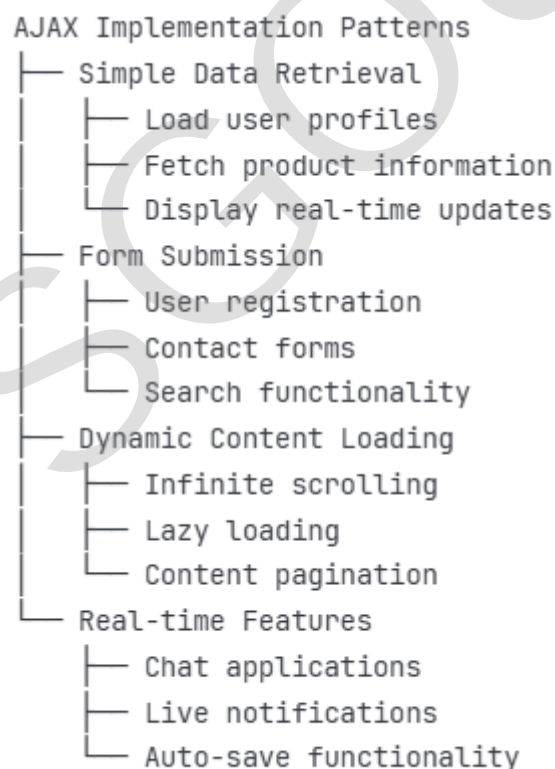 AJAX Implementation Patterns
├── Simple Data Retrieval
│   ├── Load user profiles
│   ├── Fetch product information
│   └── Display real-time updates
├── Form Submission
│   ├── User registration
│   ├── Contact forms
│   └── Search functionality
├── Dynamic Content Loading
│   ├── Infinite scrolling
│   ├── Lazy loading
│   └── Content pagination
└── Real-time Features
    ├── Chat applications
    ├── Live notifications
    └── Auto-save functionality